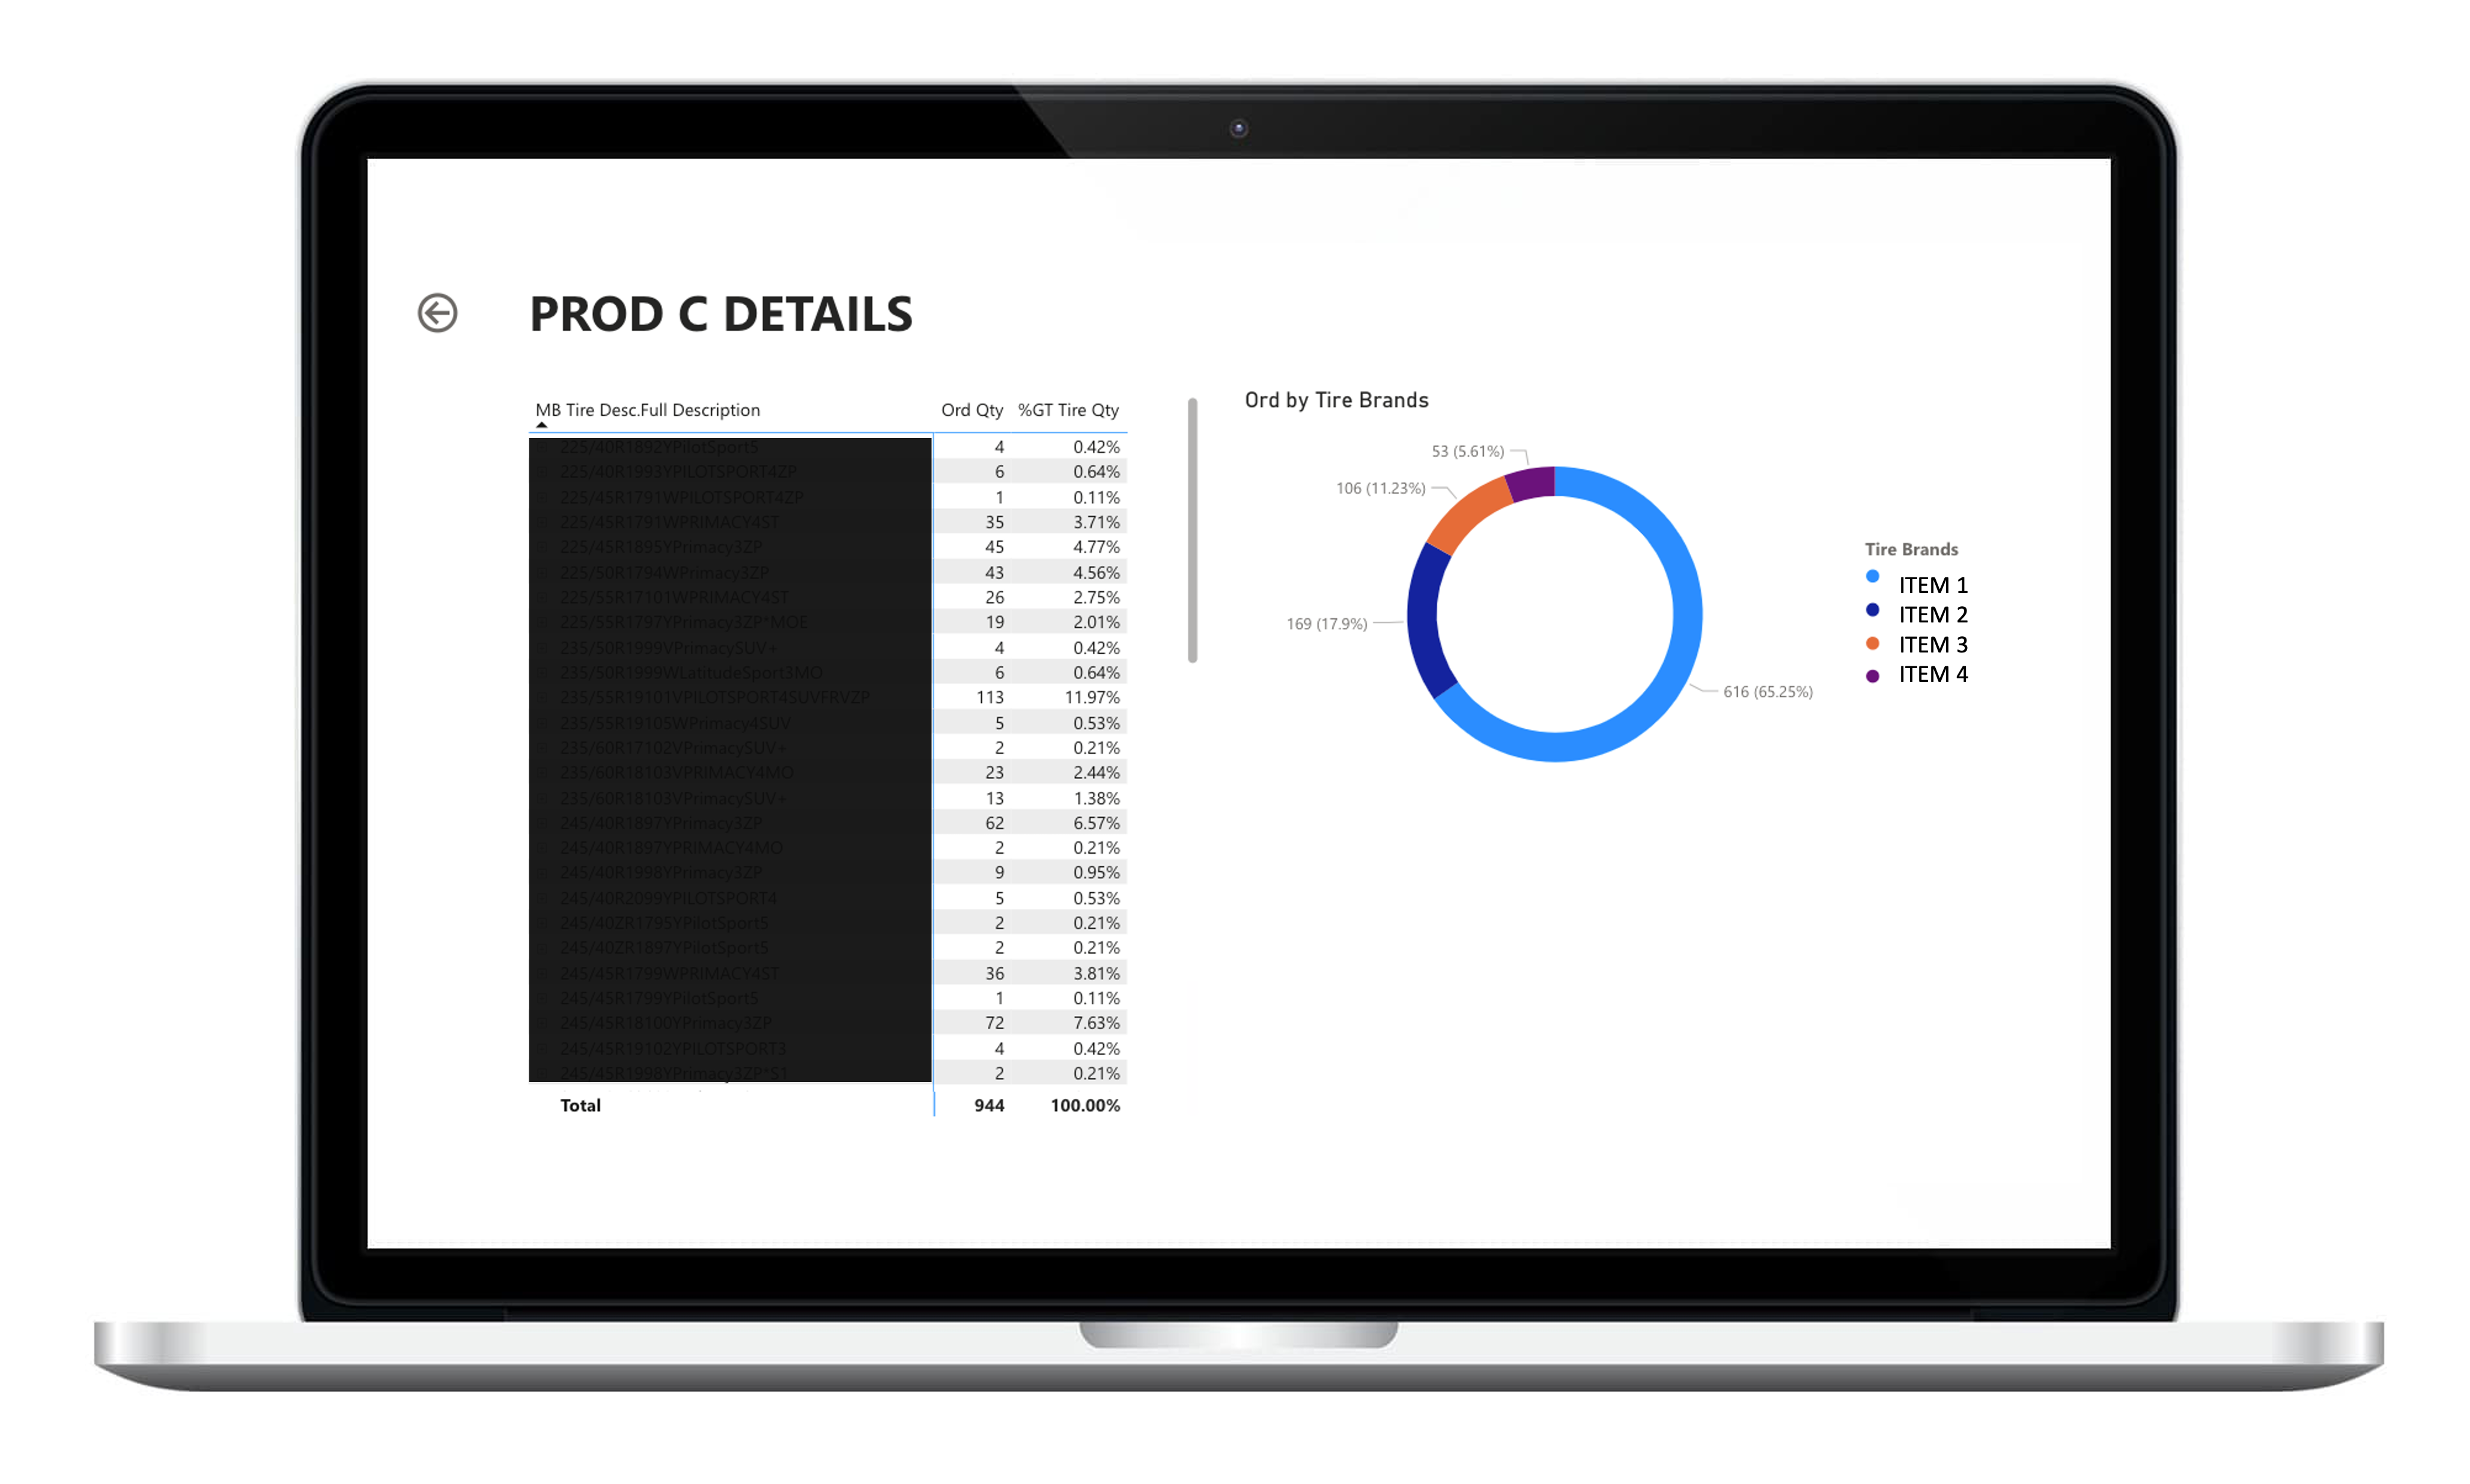 PROD C DETAILS
MB Tire Desc.Full Description Ord Qty %GT Tire Qty
225/40R1892YPilotSport5 4 0.42%
225/40R1993YPILOTSPORT4ZP 6 0.64%
225/45R1791WPILOTSPORT4ZP 1 0.11%
225/45R1791WPRIMACY4ST 35 3.71%
225/45R1895YPrimacy3ZP 45 4.77%
225/50R1794WPrimacy3ZP 43 4.56%
225/55R17101WPRIMACY4ST 26 2.75%
225/55R1797YPrimacy3ZP*MOE 19 2.01%
235/50R1999VPrimacySUV+ 4 0.42%
235/50R1999WLatitudeSport3MO 6 0.64%
235/55R19101VPILOTSPORT4SUVFRVZP 113 11.97%
235/55R19105WPrimacy4SUV 5 0.53%
235/60R17102VPrimacySUV+ 2 0.21%
235/60R18103VPRIMACY4MO 23 2.44%
235/60R18103VPrimacySUV+ 13 1.38%
245/40R1897YPrimacy3ZP 62 6.57%
245/40R1897YPRIMACY4MO 2 0.21%
245/40R1998YPrimacy3ZP 9 0.95%
245/40R2099YPILOTSPORT4 5 0.53%
245/40ZR1795YPilotSport5 2 0.21%
245/40ZR1897YPilotSport5 2 0.21%
245/45R1799WPRIMACY4ST 36 3.81%
245/45R1799YPilotSport5 1 0.11%
245/45R18100YPrimacy3ZP 72 7.63%
245/45R19102YPILOTSPORT3 4 0.42%
245/45R1998YPrimacy3ZP*S1 2 0.21%
Total 944 100.00%
Ord by Tire Brands
53 (5.61%)
106 (11.23%)
169 (17.9%)
616 (65.25%)
Tire Brands
ITEM 1
ITEM 2
ITEM 3
ITEM 4